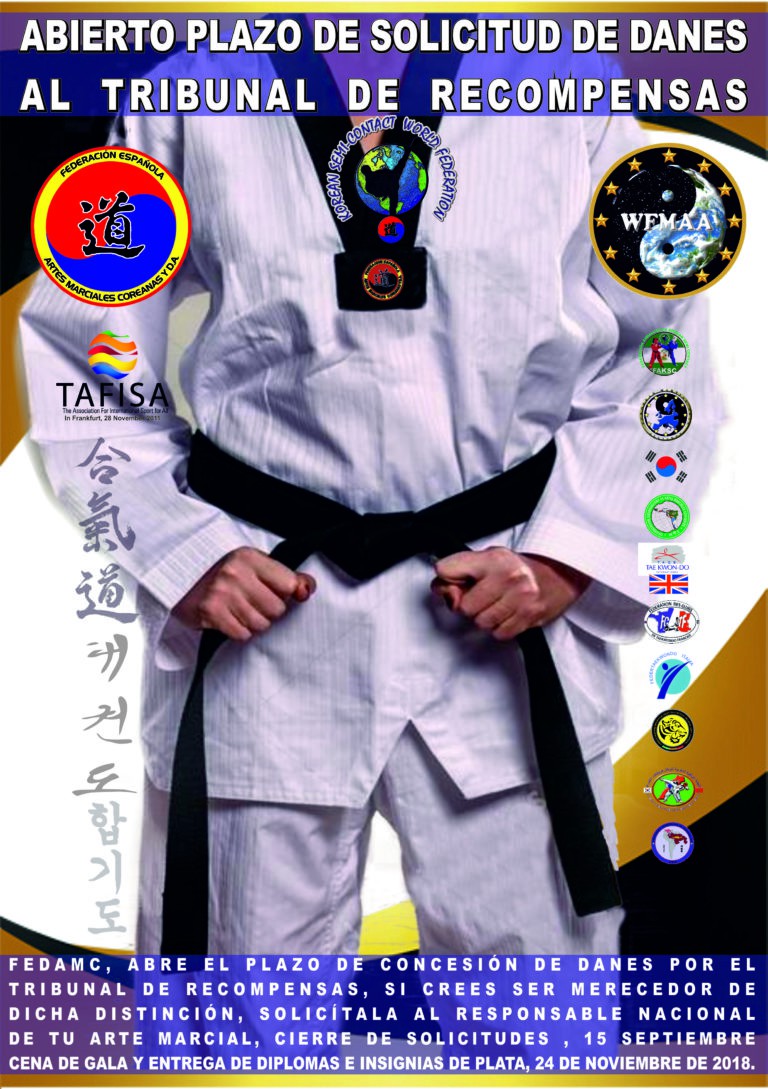 ABIERTO PLAZO DE SOLICITUD DE DANES
AL TRIBUNAL DE RECOMPENSAS
FEDERACIÓN ESPAÑOLA
道
ARTES MARCIALES COREANAS Y D.A.
KOREAN SEMI-CONTACT WORLD FEDERATION
道
WFMAA
TAFISA
The Association For International Sport for All
In Frankfurt, 28 November 2011
合
氣
道
태
권
도
합
기
도
FAKSC
TAE KWON-DO
FEDAMC, ABRE EL PLAZO DE CONCESIÓN DE DANES POR EL
TRIBUNAL DE RECOMPENSAS, SI CREES SER MERECEDOR DE
DICHA DISTINCIÓN, SOLICÍTALA AL RESPONSABLE NACIONAL
DE TU ARTE MARCIAL, CIERRE DE SOLICITUDES , 15 SEPTIEMBRE
CENA DE GALA Y ENTREGA DE DIPLOMAS E INSIGNIAS DE PLATA, 24 DE NOVIEMBRE DE 2018.